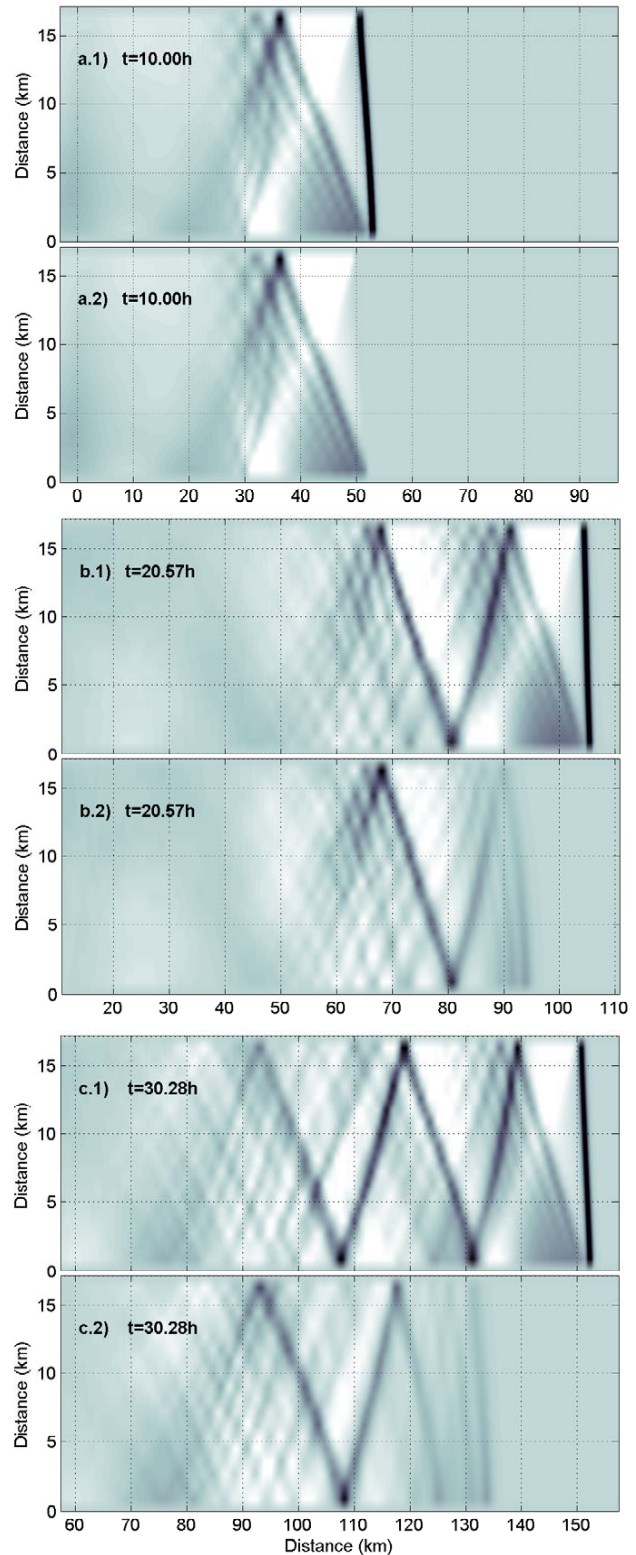 15
10
5
0
Distance (km)
a.1) t=10.00h
15
10
5
0
Distance (km)
a.2) t=10.00h
0 10 20 30 40 50 60 70 80 90
15
10
5
0
Distance (km)
b.1) t=20.57h
15
10
5
0
Distance (km)
b.2) t=20.57h
20 30 40 50 60 70 80 90 100 110
15
10
5
0
Distance (km)
c.1) t=30.28h
15
10
5
0
Distance (km)
c.2) t=30.28h
60 70 80 90 100 110 120 130 140 150
Distance (km)